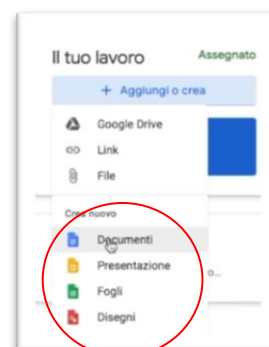 Il tuo lavoro
Assegnato
+ Aggiungi o crea
Google Drive
Link
File
Crea nuovo
Documenti
Presentazione
Fogli
Disegni